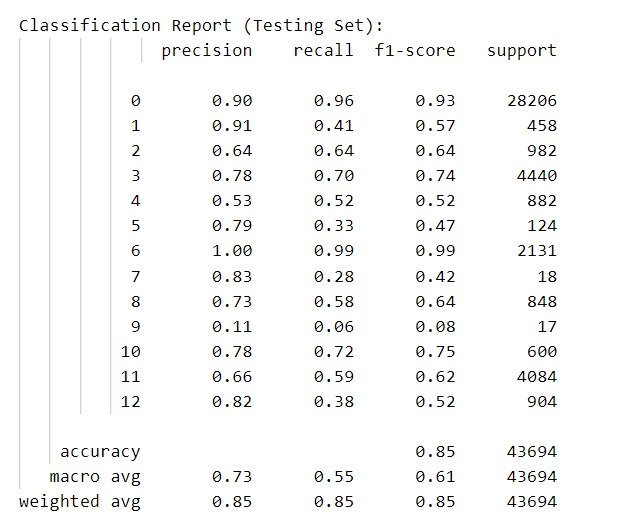 Classification Report (Testing Set):
precision recall f1-score support
0 0.90 0.96 0.93 28206
1 0.91 0.41 0.57 458
2 0.64 0.64 0.64 982
3 0.78 0.70 0.74 4440
4 0.53 0.52 0.52 882
5 0.79 0.33 0.47 124
6 1.00 0.99 0.99 2131
7 0.83 0.28 0.42 18
8 0.73 0.58 0.64 848
9 0.11 0.06 0.08 17
10 0.78 0.72 0.75 600
11 0.66 0.59 0.62 4084
12 0.82 0.38 0.52 904
accuracy 0.85 43694
macro avg 0.73 0.55 0.61 43694
weighted avg 0.85 0.85 0.85 43694